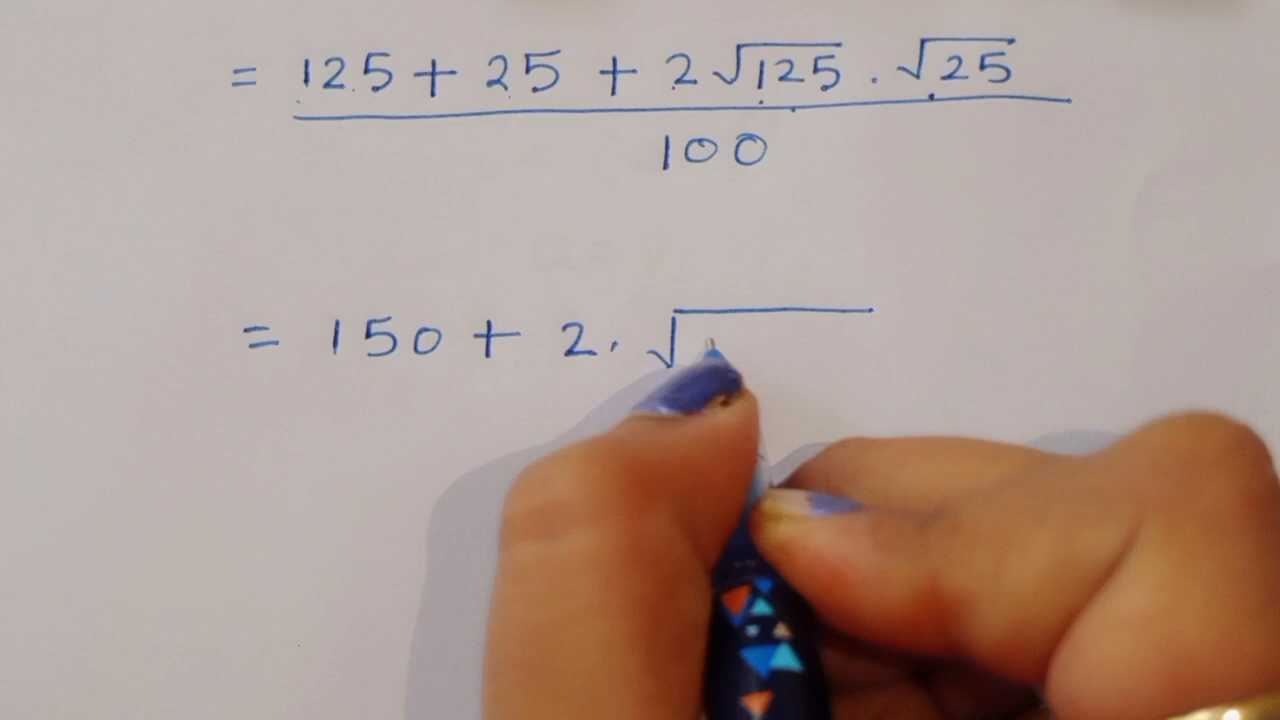 = 125 + 25 + 2√125 . √25
100
= 150 + 2. √